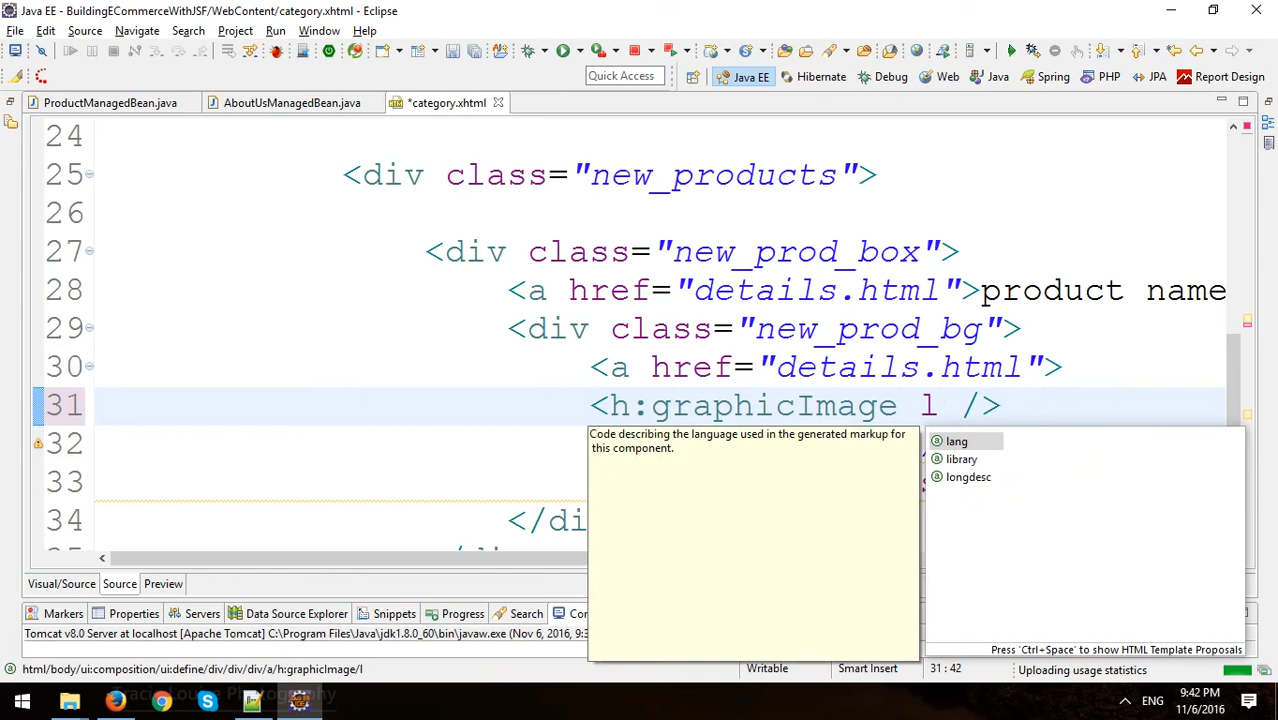 Java EE - BuildingECommerceWithJSF/WebContent/category.xhtml - Eclipse
File Edit Source Navigate Search Project Run Window Help
Quick Access Java EE Hibernate Debug Web Java Spring PHP JPA Report Design
ProductManagedBean.java AboutUsManagedBean.java *category.xhtml
24
25 <div class="new_products">
26
27 <div class="new_prod_box">
28 <a href="details.html">product name
29 <div class="new_prod_bg">
30 <a href="details.html">
31 <h:graphicImage l />
32
33
34 </di
Code describing the language used in the generated markup for
this component.
lang
library
longdesc
Press 'Ctrl+Space' to show HTML Template Proposals
Visual/Source Source Preview
Markers Properties Servers Data Source Explorer Snippets Progress Search Con
Tomcat v8.0 Server at localhost [Apache Tomcat] C:\Program Files\Java\jdk1.8.0_60\bin\javaw.exe (Nov 6, 2016, 9:3
html/body/ui:composition/ui:define/div/div/div/a/h:graphicImage/l Writable Smart Insert 31 : 42 Uploading usage statistics
ENG
9:42 PM
11/6/2016